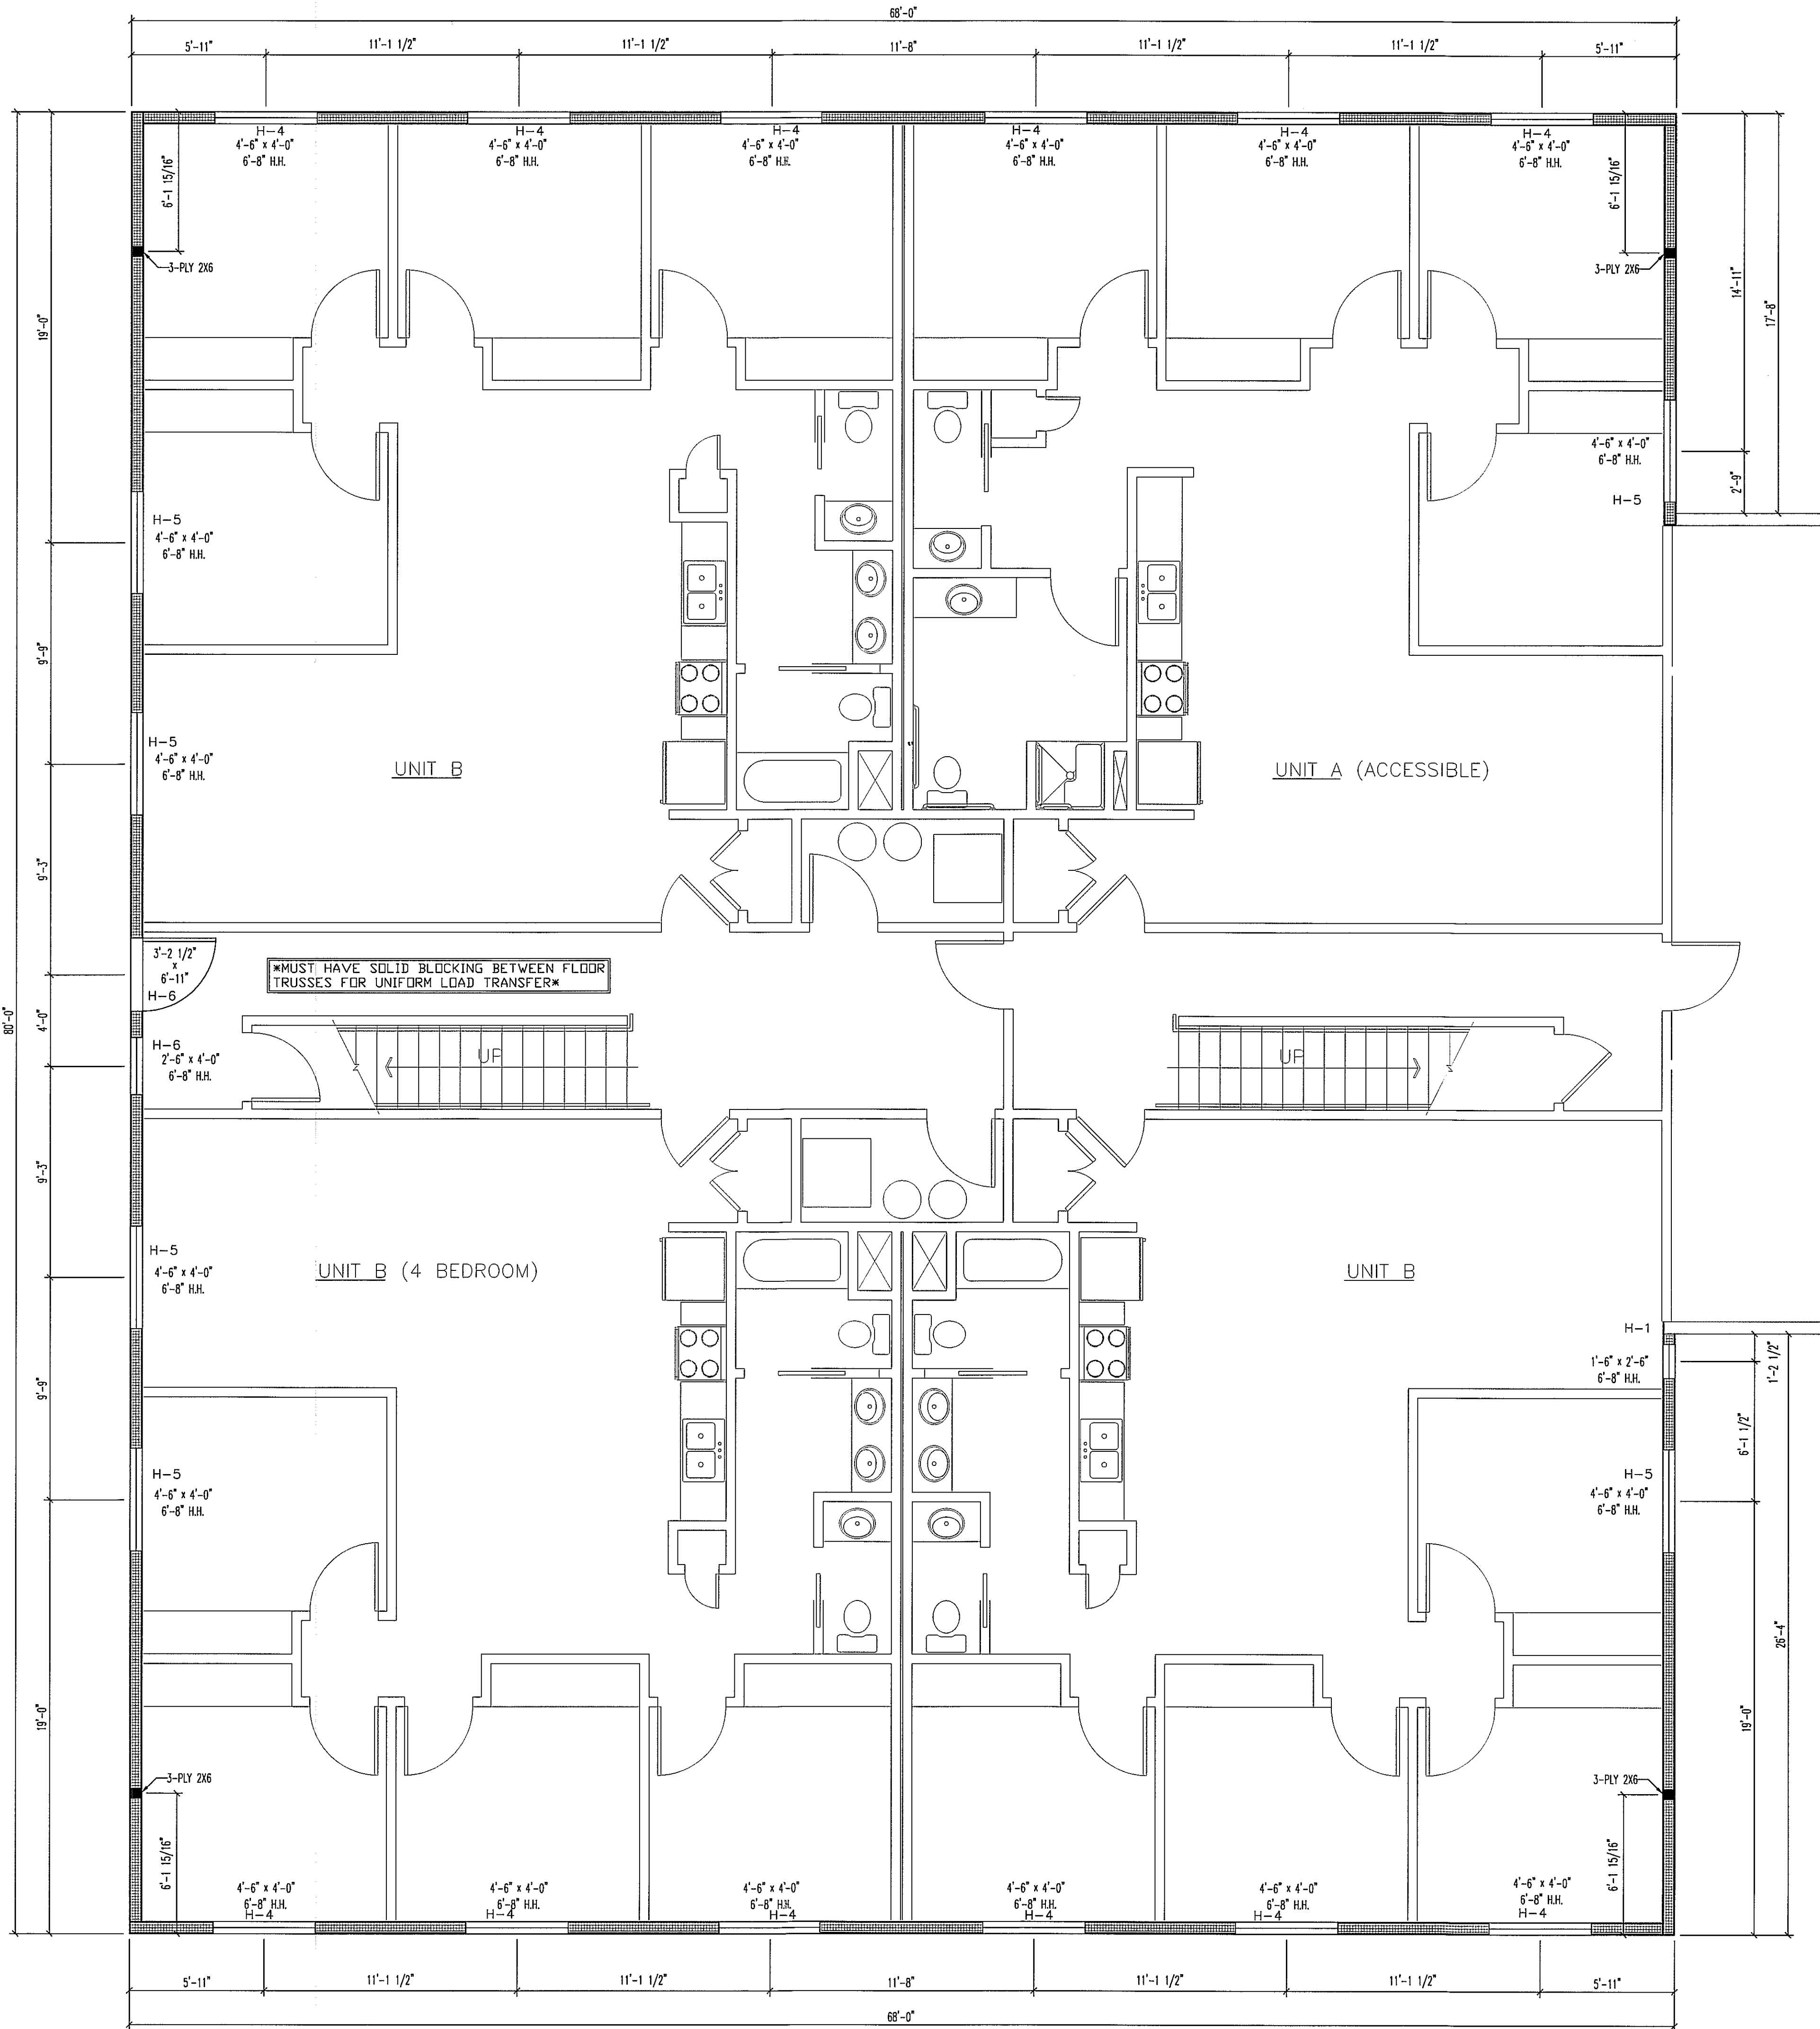 68'-0"
5'-11"
11'-1 1/2"
11'-1 1/2"
11'-8"
11'-1 1/2"
11'-1 1/2"
5'-11"
H-4
4'-6" x 4'-0"
6'-8" H.H.
H-4
4'-6" x 4'-0"
6'-8" H.H.
H-4
4'-6" x 4'-0"
6'-8" H.H.
H-4
4'-6" x 4'-0"
6'-8" H.H.
H-4
4'-6" x 4'-0"
6'-8" H.H.
H-4
4'-6" x 4'-0"
6'-8" H.H.
6'-1 15/16"
6'-1 15/16"
3-PLY 2X6
3-PLY 2X6
19'-0"
14'-11"
17'-8"
4'-6" x 4'-0"
6'-8" H.H.
H-5
2'-9"
H-5
4'-6" x 4'-0"
6'-8" H.H.
9'-9"
H-5
4'-6" x 4'-0"
6'-8" H.H.
UNIT B
UNIT A (ACCESSIBLE)
9'-3"
3'-2 1/2"
x
6'-11"
H-6
*MUST HAVE SOLID BLOCKING BETWEEN FLOOR
TRUSSES FOR UNIFORM LOAD TRANSFER*
80'-0"
4'-0"
H-6
2'-6" x 4'-0"
6'-8" H.H.
UP
UP
9'-3"
H-5
4'-6" x 4'-0"
6'-8" H.H.
UNIT B (4 BEDROOM)
UNIT B
H-1
1'-6" x 2'-6"
6'-8" H.H.
1'-2 1/2"
9'-9"
6'-1 1/2"
H-5
4'-6" x 4'-0"
6'-8" H.H.
H-5
4'-6" x 4'-0"
6'-8" H.H.
26'-4"
19'-0"
19'-0"
3-PLY 2X6
3-PLY 2X6
6'-1 15/16"
6'-1 15/16"
4'-6" x 4'-0"
6'-8" H.H.
H-4
4'-6" x 4'-0"
6'-8" H.H.
H-4
4'-6" x 4'-0"
6'-8" H.H.
H-4
4'-6" x 4'-0"
6'-8" H.H.
H-4
4'-6" x 4'-0"
6'-8" H.H.
H-4
4'-6" x 4'-0"
6'-8" H.H.
H-4
5'-11"
11'-1 1/2"
11'-1 1/2"
11'-8"
11'-1 1/2"
11'-1 1/2"
5'-11"
68'-0"